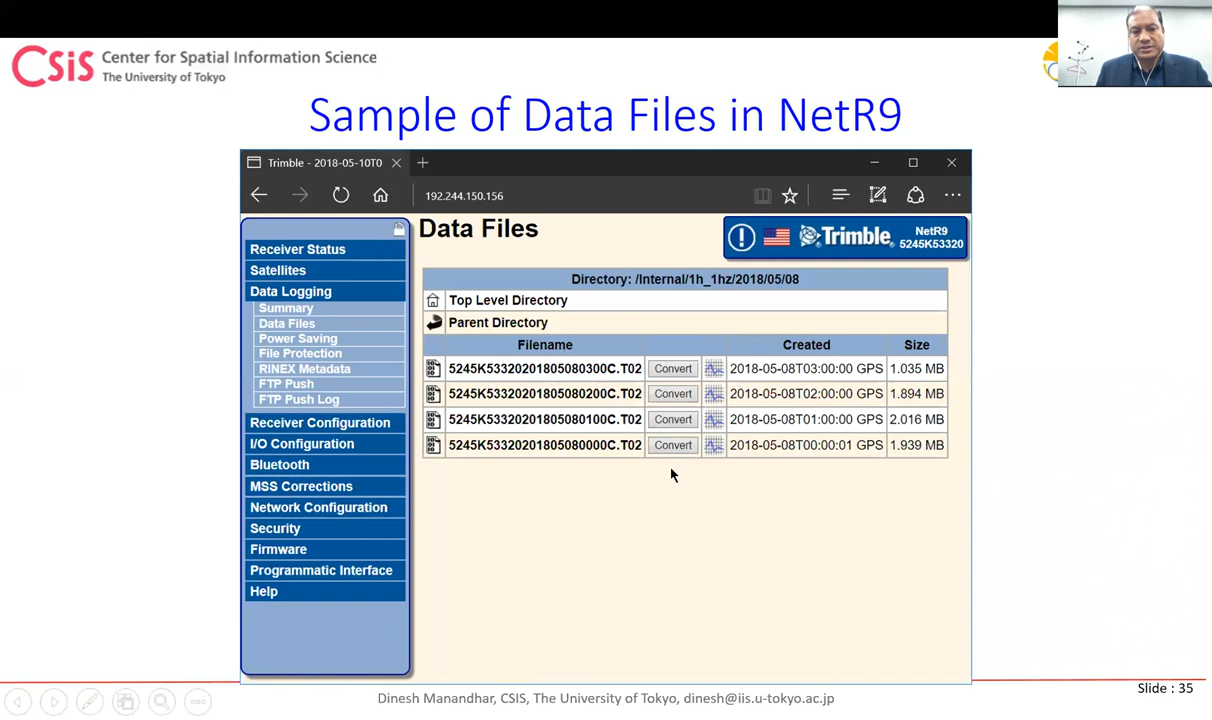 CSiS Center for Spatial Information Science
The University of Tokyo
Sample of Data Files in NetR9
Trimble - 2018-05-10T0
192.244.150.156
Data Files
Trimble
NetR9
5245K53320
Receiver Status
Satellites
Data Logging
Summary
Data Files
Power Saving
File Protection
RINEX Metadata
FTP Push
FTP Push Log
Receiver Configuration
I/O Configuration
Bluetooth
MSS Corrections
Network Configuration
Security
Firmware
Programmatic Interface
Help
Directory: /Internal/1h_1hz/2018/05/08
Top Level Directory
Parent Directory
Filename Created Size
5245K53320201805080300C.T02 Convert 2018-05-08T03:00:00 GPS 1.035 MB
5245K53320201805080200C.T02 Convert 2018-05-08T02:00:00 GPS 1.894 MB
5245K53320201805080100C.T02 Convert 2018-05-08T01:00:00 GPS 2.016 MB
5245K53320201805080000C.T02 Convert 2018-05-08T00:00:01 GPS 1.939 MB
Dinesh Manandhar, CSIS, The University of Tokyo, dinesh@iis.u-tokyo.ac.jp
Slide : 35